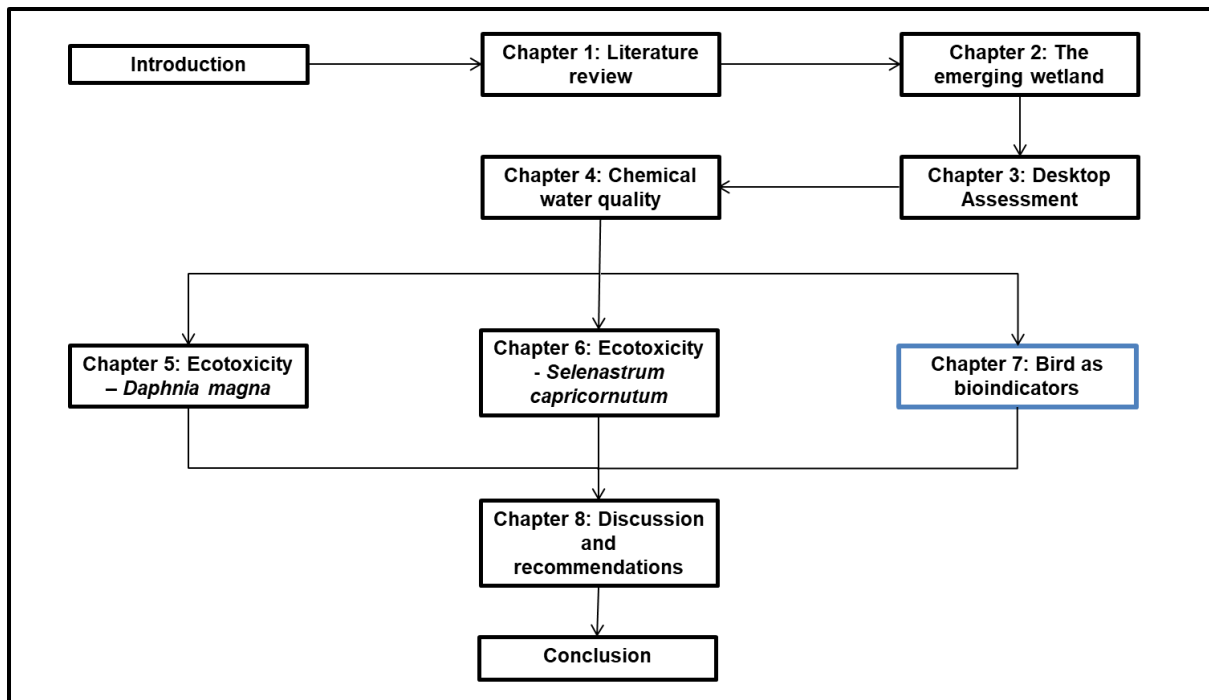 Introduction
Chapter 1: Literature
review
Chapter 2: The
emerging wetland
Chapter 4: Chemical
water quality
Chapter 3: Desktop
Assessment
Chapter 5: Ecotoxicity
– Daphnia magna
Chapter 6: Ecotoxicity
- Selenastrum
capricornutum
Chapter 7: Bird as
bioindicators
Chapter 8: Discussion
and
recommendations
Conclusion